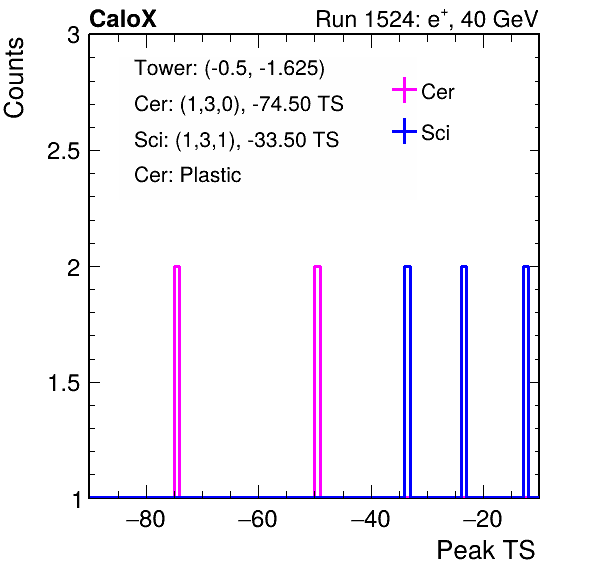 CaloX Run 1524: e⁺, 40 GeV
Counts
Tower: (-0.5, -1.625)
Cer: (1,3,0), -74.50 TS
Sci: (1,3,1), -33.50 TS
Cer: Plastic
Cer
Sci
3
2.5
2
1.5
1
−80 −60 −40 −20
Peak TS